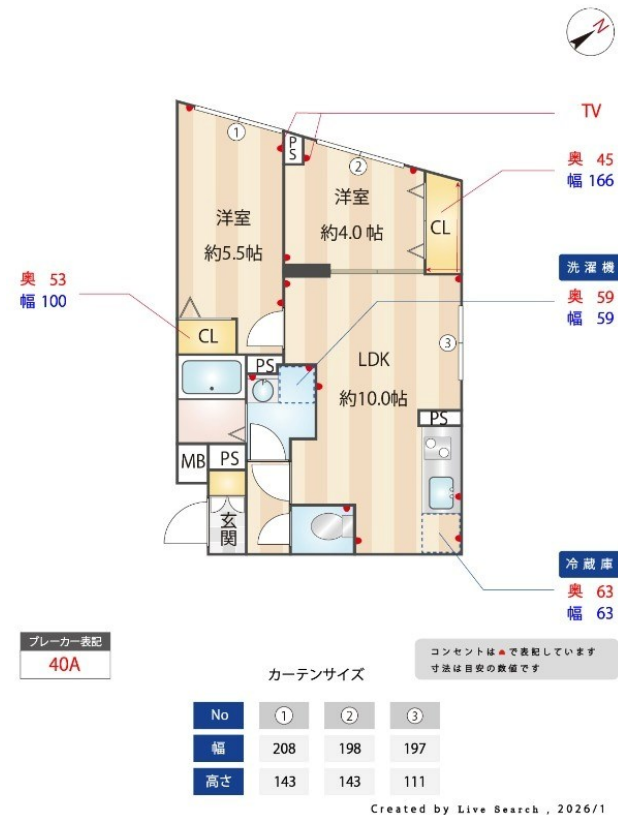 N
TV
奥 45
幅 166
洗濯機
奥 59
幅 59
冷蔵庫
奥 63
幅 63
奥 53
幅 100
①
PS
②
洋室
約5.5帖
洋室
約4.0帖
CL
CL
PS
LDK
約10.0帖
③
PS
MB
PS
玄関
ブレーカー表記
40A
コンセントは で表記しています
寸法は目安の数値です
カーテンサイズ
No ① ② ③
幅 208 198 197
高さ 143 143 111
Created by Live Search , 2026/1